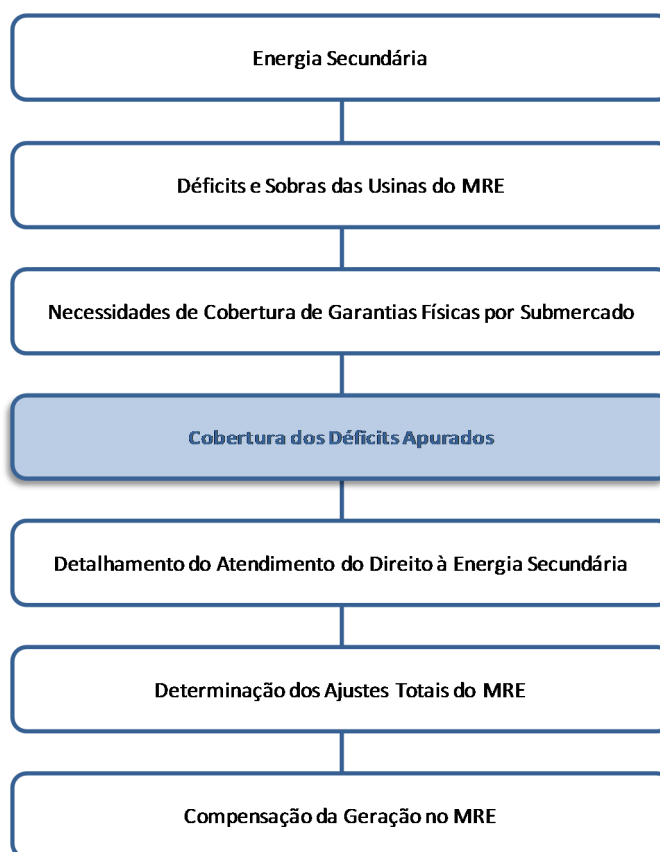 Energia Secundária
Déficits e Sobras das Usinas do MRE
Necessidades de Cobertura de Garantias Físicas por Submercado
Cobertura dos Déficits Apurados
Detalhamento do Atendimento do Direito à Energia Secundária
Determinação dos Ajustes Totais do MRE
Compensação da Geração no MRE